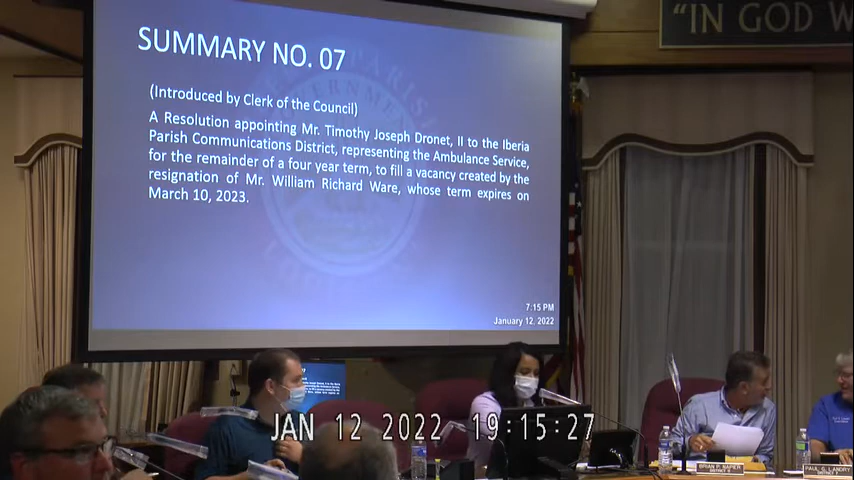 "IN GOD W
SUMMARY NO. 07
(Introduced by Clerk of the Council)
A Resolution appointing Mr. Timothy Joseph Dronet, II to the Iberia
Parish Communications District, representing the Ambulance Service,
for the remainder of a four year term, to fill a vacancy created by the
resignation of Mr. William Richard Ware, whose term expires on
March 10, 2023.
7:15 PM
January 12, 2022
JAN 12 2022 19:15:27
BRIAN P. NAPIER
PAUL G. LANDRY